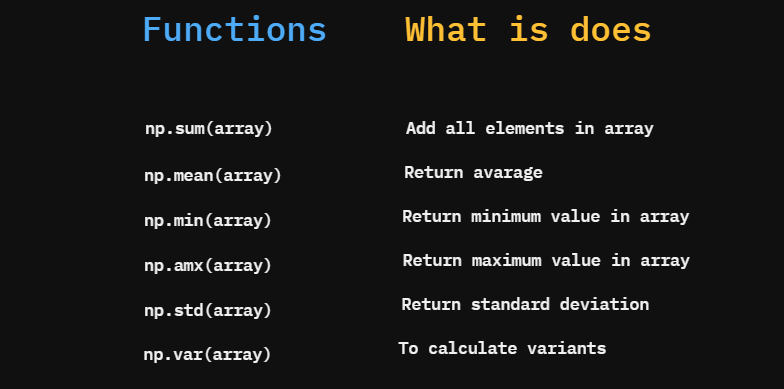 Functions What is does
np.sum(array) Add all elements in array
np.mean(array) Return avarage
np.min(array) Return minimum value in array
np.amx(array) Return maximum value in array
np.std(array) Return standard deviation
np.var(array) To calculate variants